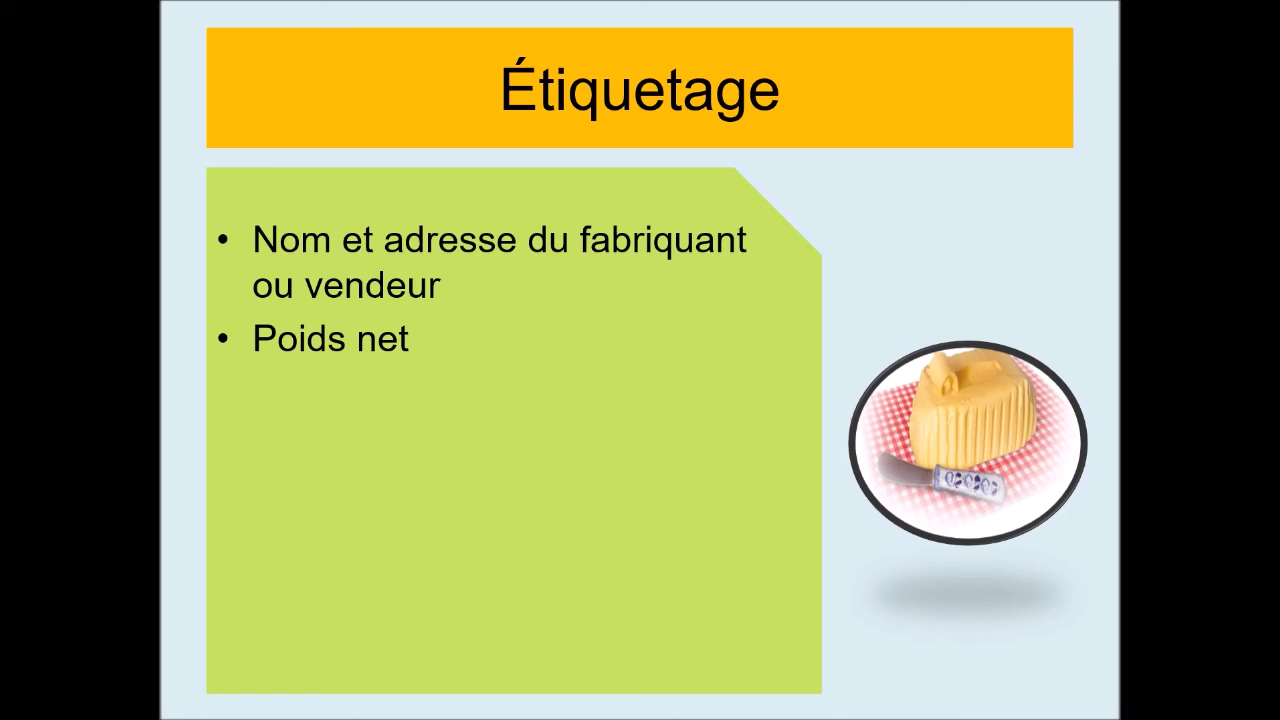 Étiquetage
• Nom et adresse du fabriquant
ou vendeur
• Poids net